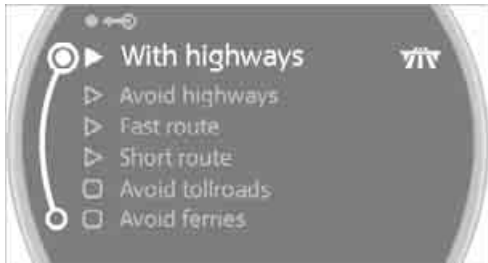 With highways
Avoid highways
Fast route
Short route
Avoid tollroads
Avoid ferries